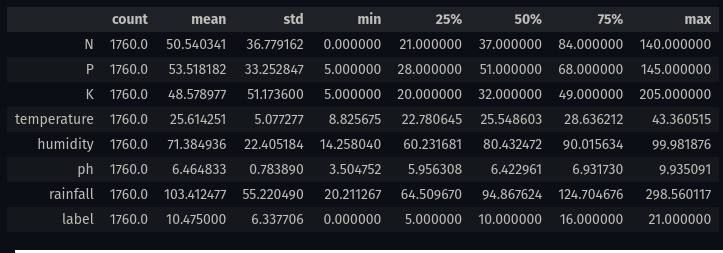 count mean std min 25% 50% 75% max
N 1760.0 50.540341 36.779162 0.000000 21.000000 37.000000 84.000000 140.000000
P 1760.0 53.518182 33.252847 5.000000 28.000000 51.000000 68.000000 145.000000
K 1760.0 48.578977 51.173600 5.000000 20.000000 32.000000 49.000000 205.000000
temperature 1760.0 25.614251 5.077277 8.825675 22.780645 25.548603 28.636212 43.360515
humidity 1760.0 71.384936 22.405184 14.258040 60.231681 80.432472 90.015634 99.981876
ph 1760.0 6.464833 0.783890 3.504752 5.956308 6.422961 6.931730 9.935091
rainfall 1760.0 103.412477 55.220490 20.211267 64.509670 94.867624 124.704676 298.560117
label 1760.0 10.475000 6.337706 0.000000 5.000000 10.000000 16.000000 21.000000